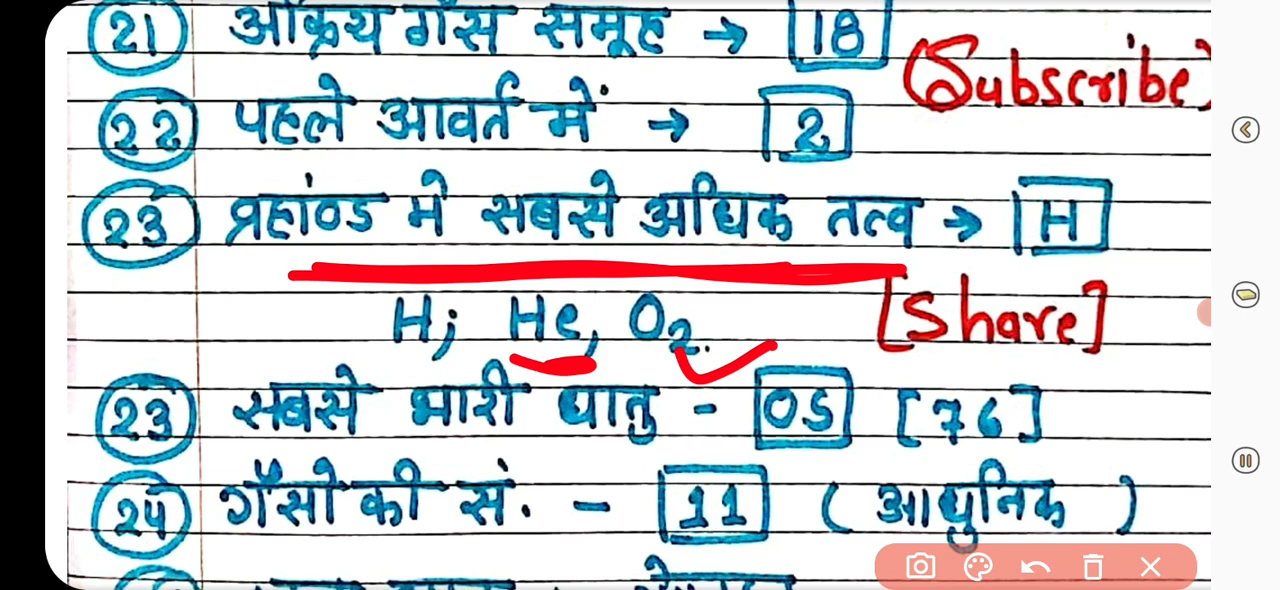 (21) अक्रिय गैस समूह → 18
(Subscribe)
(22) पहले आवर्त में → 2
(23) ब्रहांण्ड मे सबसे अधिक तत्व → H
H; He, O2.
[Share]
(23) सबसे भारी धातु - OS [76]
(24) गैसो की सं. - 11 (आधुनिक)